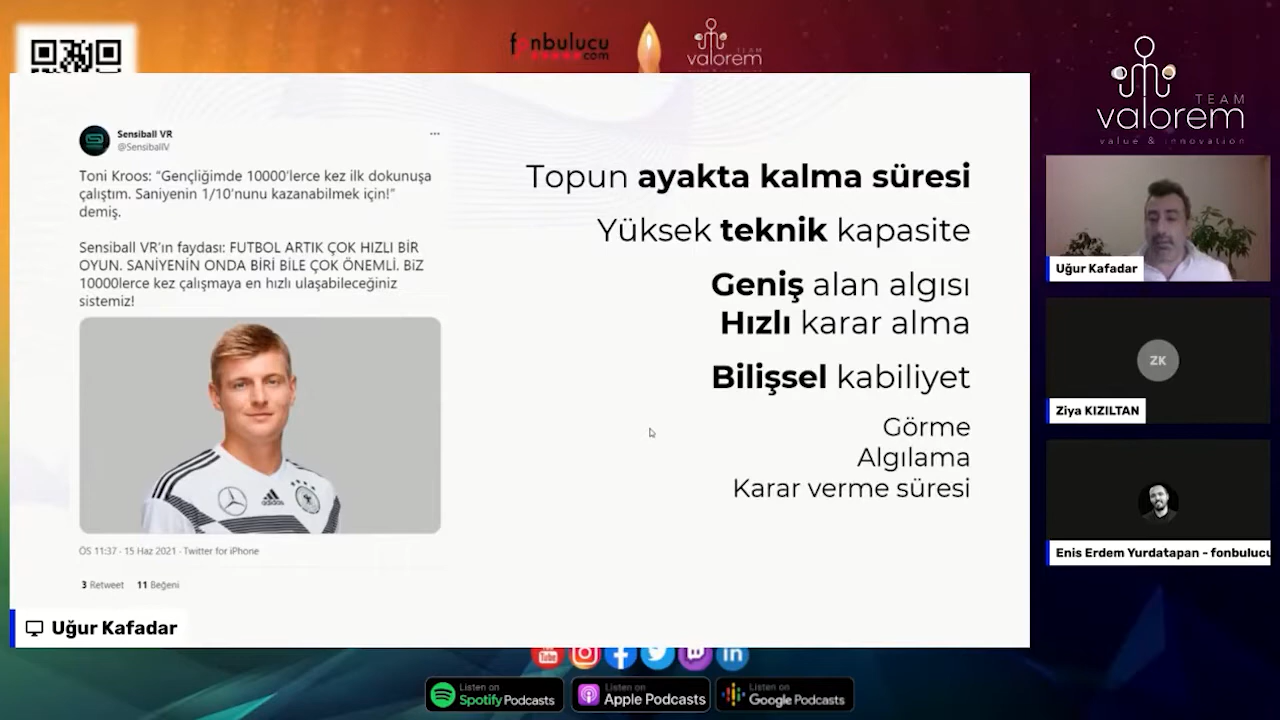 fonbulucu
.com
TEAM
valorem
TEAM
valorem
value & innovation
Sensiball VR
@SensiballV
Toni Kroos: “Gençliğimde 10000'lerce kez ilk dokunuşa
çalıştım. Saniyenin 1/10'nunu kazanabilmek için!”
demiş.
Sensiball VR'ın faydası: FUTBOL ARTIK ÇOK HIZLI BİR
OYUN. SANİYENİN ONDA BİRİ BİLE ÇOK ÖNEMLİ. BiZ
10000lerce kez çalışmaya en hızlı ulaşabileceğiniz
sistemiz!
adidas
ÖS 11:37 · 15 Haz 2021 · Twitter for iPhone
3 Retweet 11 Beğeni
Topun ayakta kalma süresi
Yüksek teknik kapasite
Geniş alan algısı
Hızlı karar alma
Bilişsel kabiliyet
Görme
Algılama
Karar verme süresi
Uğur Kafadar
Uğur Kafadar
ZK
Ziya KIZILTAN
Enis Erdem Yurdatapan - fonbulucu
You
Tube
in
Listen on
Spotify Podcasts
Listen on
Apple Podcasts
Listen on
Google Podcasts